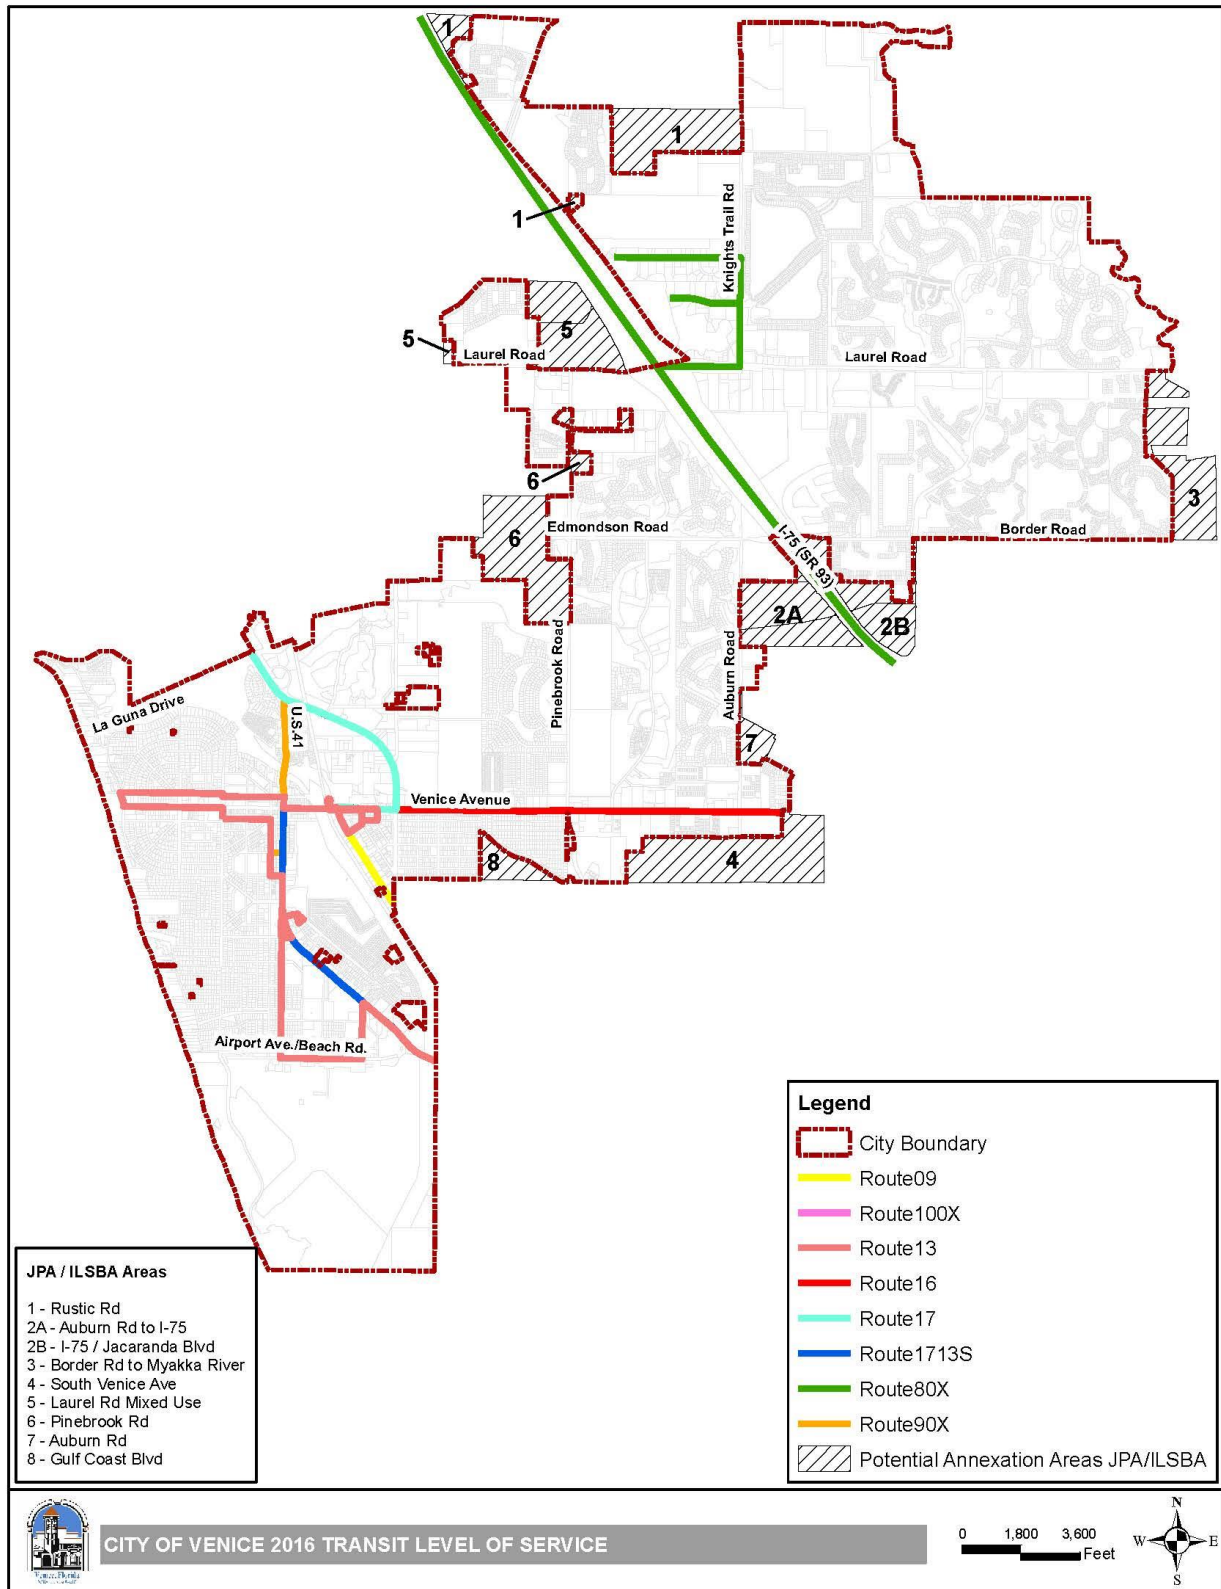 1
1
1
Knights Trail Rd
5
5
Laurel Road
Laurel Road
6
3
6
Edmondson Road
Border Road
I-75 (SR 93)
2A
2B
Pinebrook Road
Auburn Road
La Guna Drive
U.S.41
7
Venice Avenue
8
4
Airport Ave./Beach Rd.
Legend
City Boundary
Route09
Route100X
Route13
Route16
Route17
Route1713S
Route80X
Route90X
Potential Annexation Areas JPA/ILSBA
JPA / ILSBA Areas
1 - Rustic Rd
2A - Auburn Rd to I-75
2B - I-75 / Jacaranda Blvd
3 - Border Rd to Myakka River
4 - South Venice Ave
5 - Laurel Rd Mixed Use
6 - Pinebrook Rd
7 - Auburn Rd
8 - Gulf Coast Blvd
Venice, Florida
CITY OF VENICE 2016 TRANSIT LEVEL OF SERVICE
0 1,800 3,600
Feet
N
W E
S